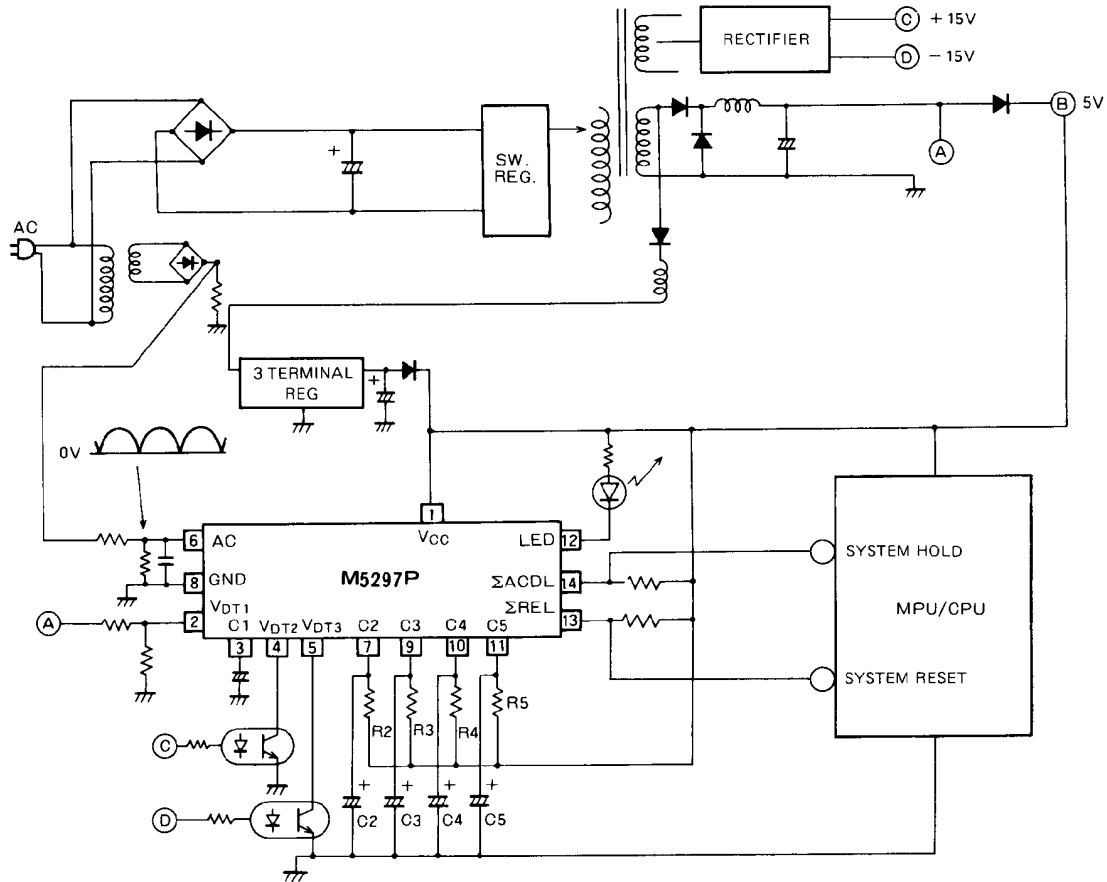 C +15V
RECTIFIER
D −15V
B 5V
A
SW.
REG.
AC
3 TERMINAL
REG
+
+
0V
1
VCC
6 AC
LED 12
SYSTEM HOLD
M5297P
8 GND
ΣACDL 14
MPU/CPU
VDT1
ΣREL 13
A 2
C1 VDT2 VDT3 C2 C3 C4 C5
3 4 5 7 9 10 11
SYSTEM RESET
R2 R3 R4 R5
C
+ + + +
D
C2 C3 C4 C5